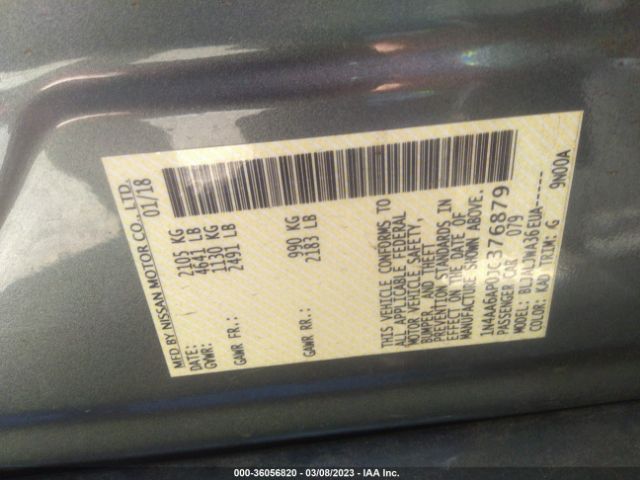 MFD BY NISSAN MOTOR CO., LTD.
DATE: 01/18
GVWR: 2105 KG
4641 LB
GAWR FR.: 1130 KG
2491 LB
GAWR RR.: 990 KG
2183 LB
THIS VEHICLE CONFORMS TO
ALL APPLICABLE FEDERAL
MOTOR VEHICLE SAFETY,
BUMPER, AND THEFT
PREVENTION STANDARDS IN
EFFECT ON THE DATE OF
MANUFACTURE SHOWN ABOVE.
1N4AA6AP0JC376879
PASSENGER CAR 079
MODEL: BLJALJWA36EUA-----
COLOR: KAD TRIM: G 9N00A
000-36056820 - 03/08/2023 - IAA Inc.